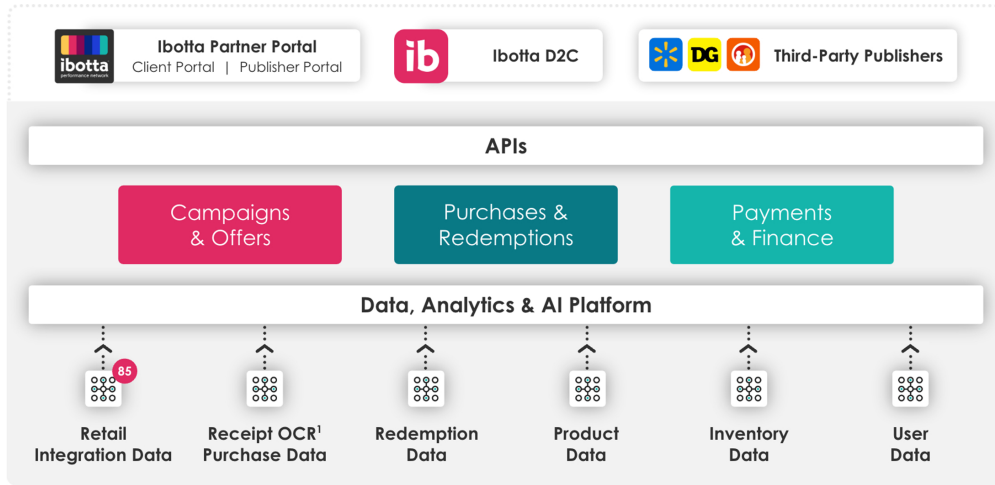 ibotta
performance network
Ibotta Partner Portal
Client Portal | Publisher Portal
ib
Ibotta D2C
DG
Third-Party Publishers
APIs
Campaigns
& Offers
Purchases &
Redemptions
Payments
& Finance
Data, Analytics & AI Platform
85
Retail
Integration Data
Receipt OCR¹
Purchase Data
Redemption
Data
Product
Data
Inventory
Data
User
Data